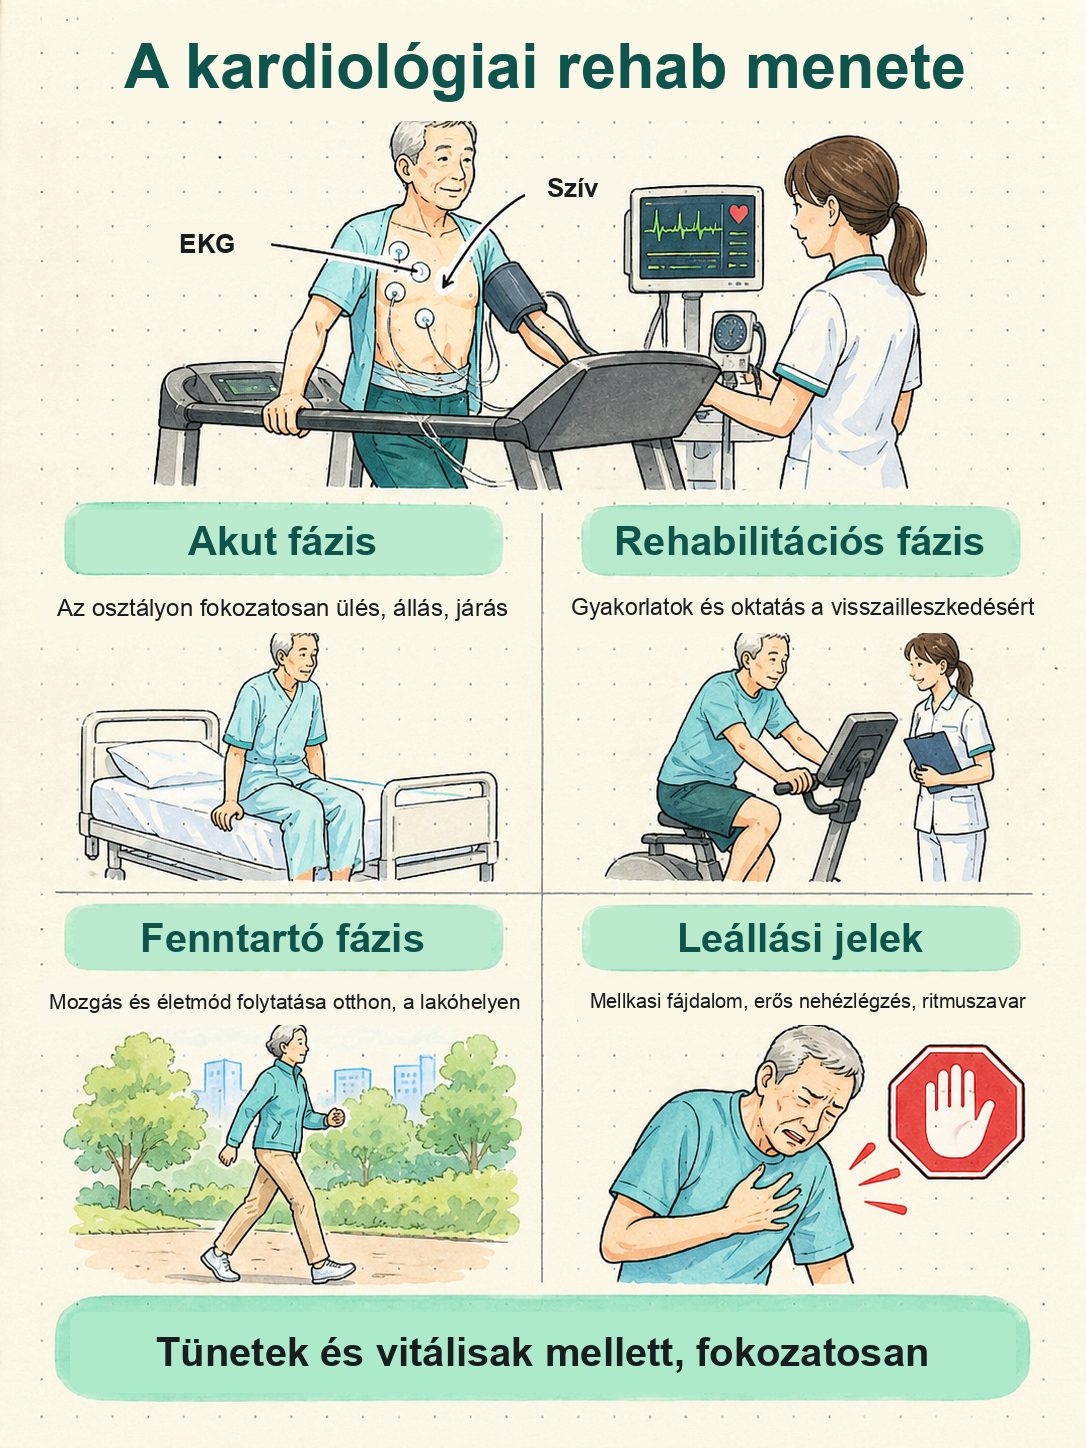 A kardiológiai rehab menete
Szív
EKG
Akut fázis
Az osztályon fokozatosan ülés, állás, járás
Rehabilitációs fázis
Gyakorlatok és oktatás a visszailleszkedésért
Fenntartó fázis
Mozgás és életmód folytatása otthon, a lakóhelyen
Leállási jelek
Mellkasi fájdalom, erős nehézlégzés, ritmuszavar
Tünetek és vitálisak mellett, fokozatosan